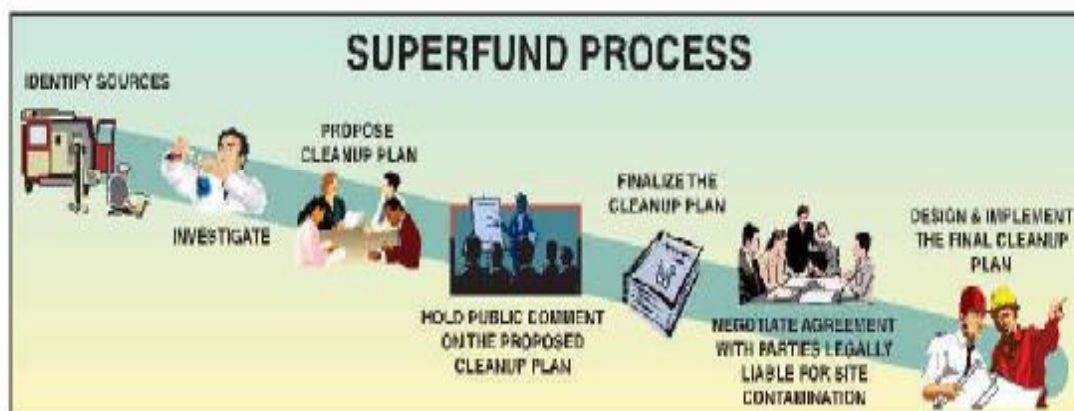 SUPERFUND PROCESS
IDENTIFY SOURCES
INVESTIGATE
PROPOSE
CLEANUP PLAN
HOLD PUBLIC COMMENT
ON THE PROPOSED
CLEANUP PLAN
FINALIZE THE
CLEANUP PLAN
NEGOTIATE AGREEMENT
WITH PARTIES LEGALLY
LIABLE FOR SITE
CONTAMINATION
DESIGN & IMPLEMENT
THE FINAL CLEANUP
PLAN